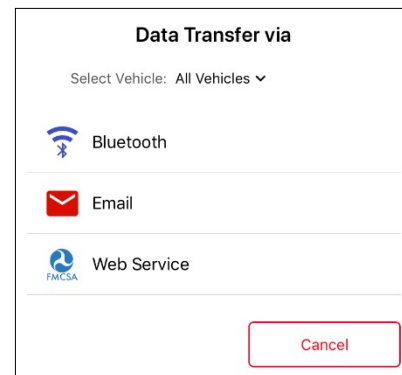 Data Transfer via
Select Vehicle: All Vehicles
Bluetooth
Email
FMCSA
Web Service
Cancel